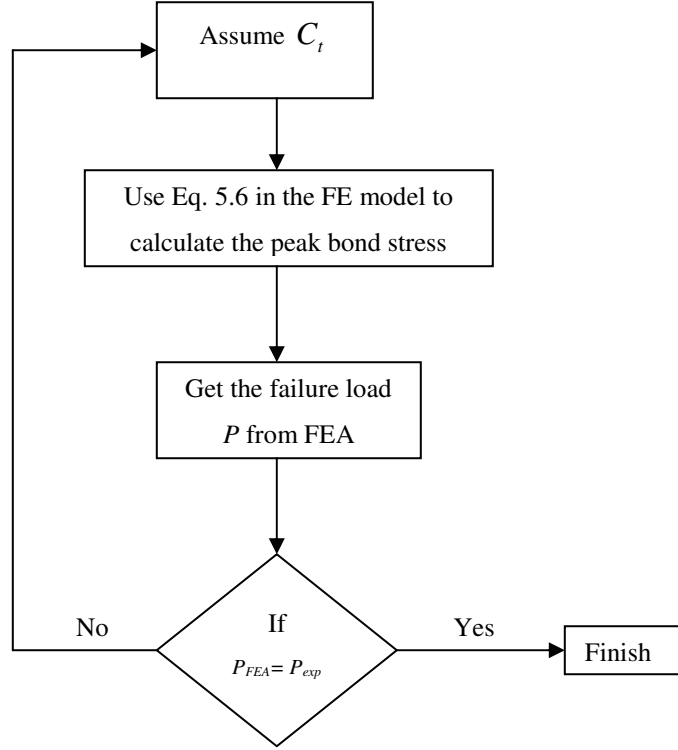 Assume C_t
Use Eq. 5.6 in the FE model to
calculate the peak bond stress
Get the failure load
P from FEA
If
P_FEA = P_exp
No
Yes
Finish